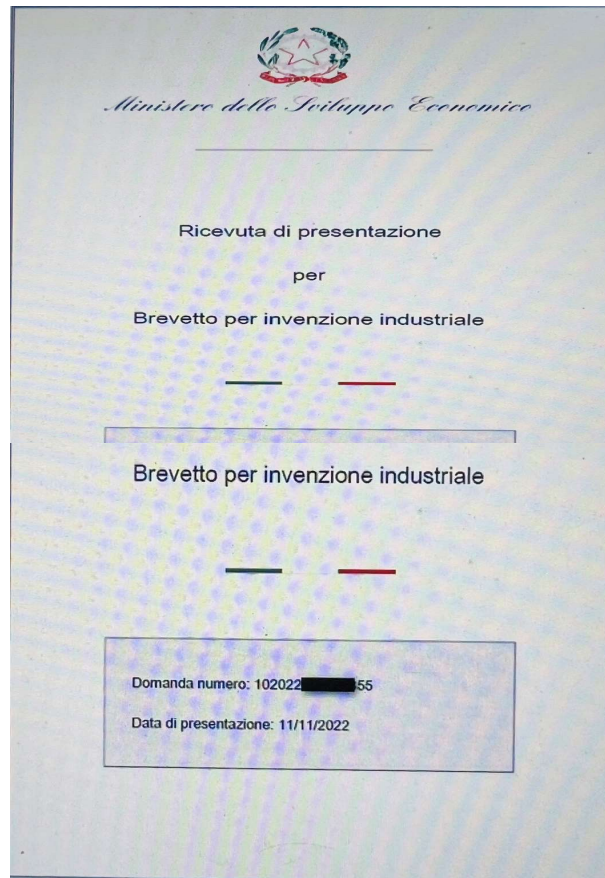 Ministero dello Sviluppo Economico
Ricevuta di presentazione
per
Brevetto per invenzione industriale
Brevetto per invenzione industriale
Domanda numero: 102022 55
Data di presentazione: 11/11/2022